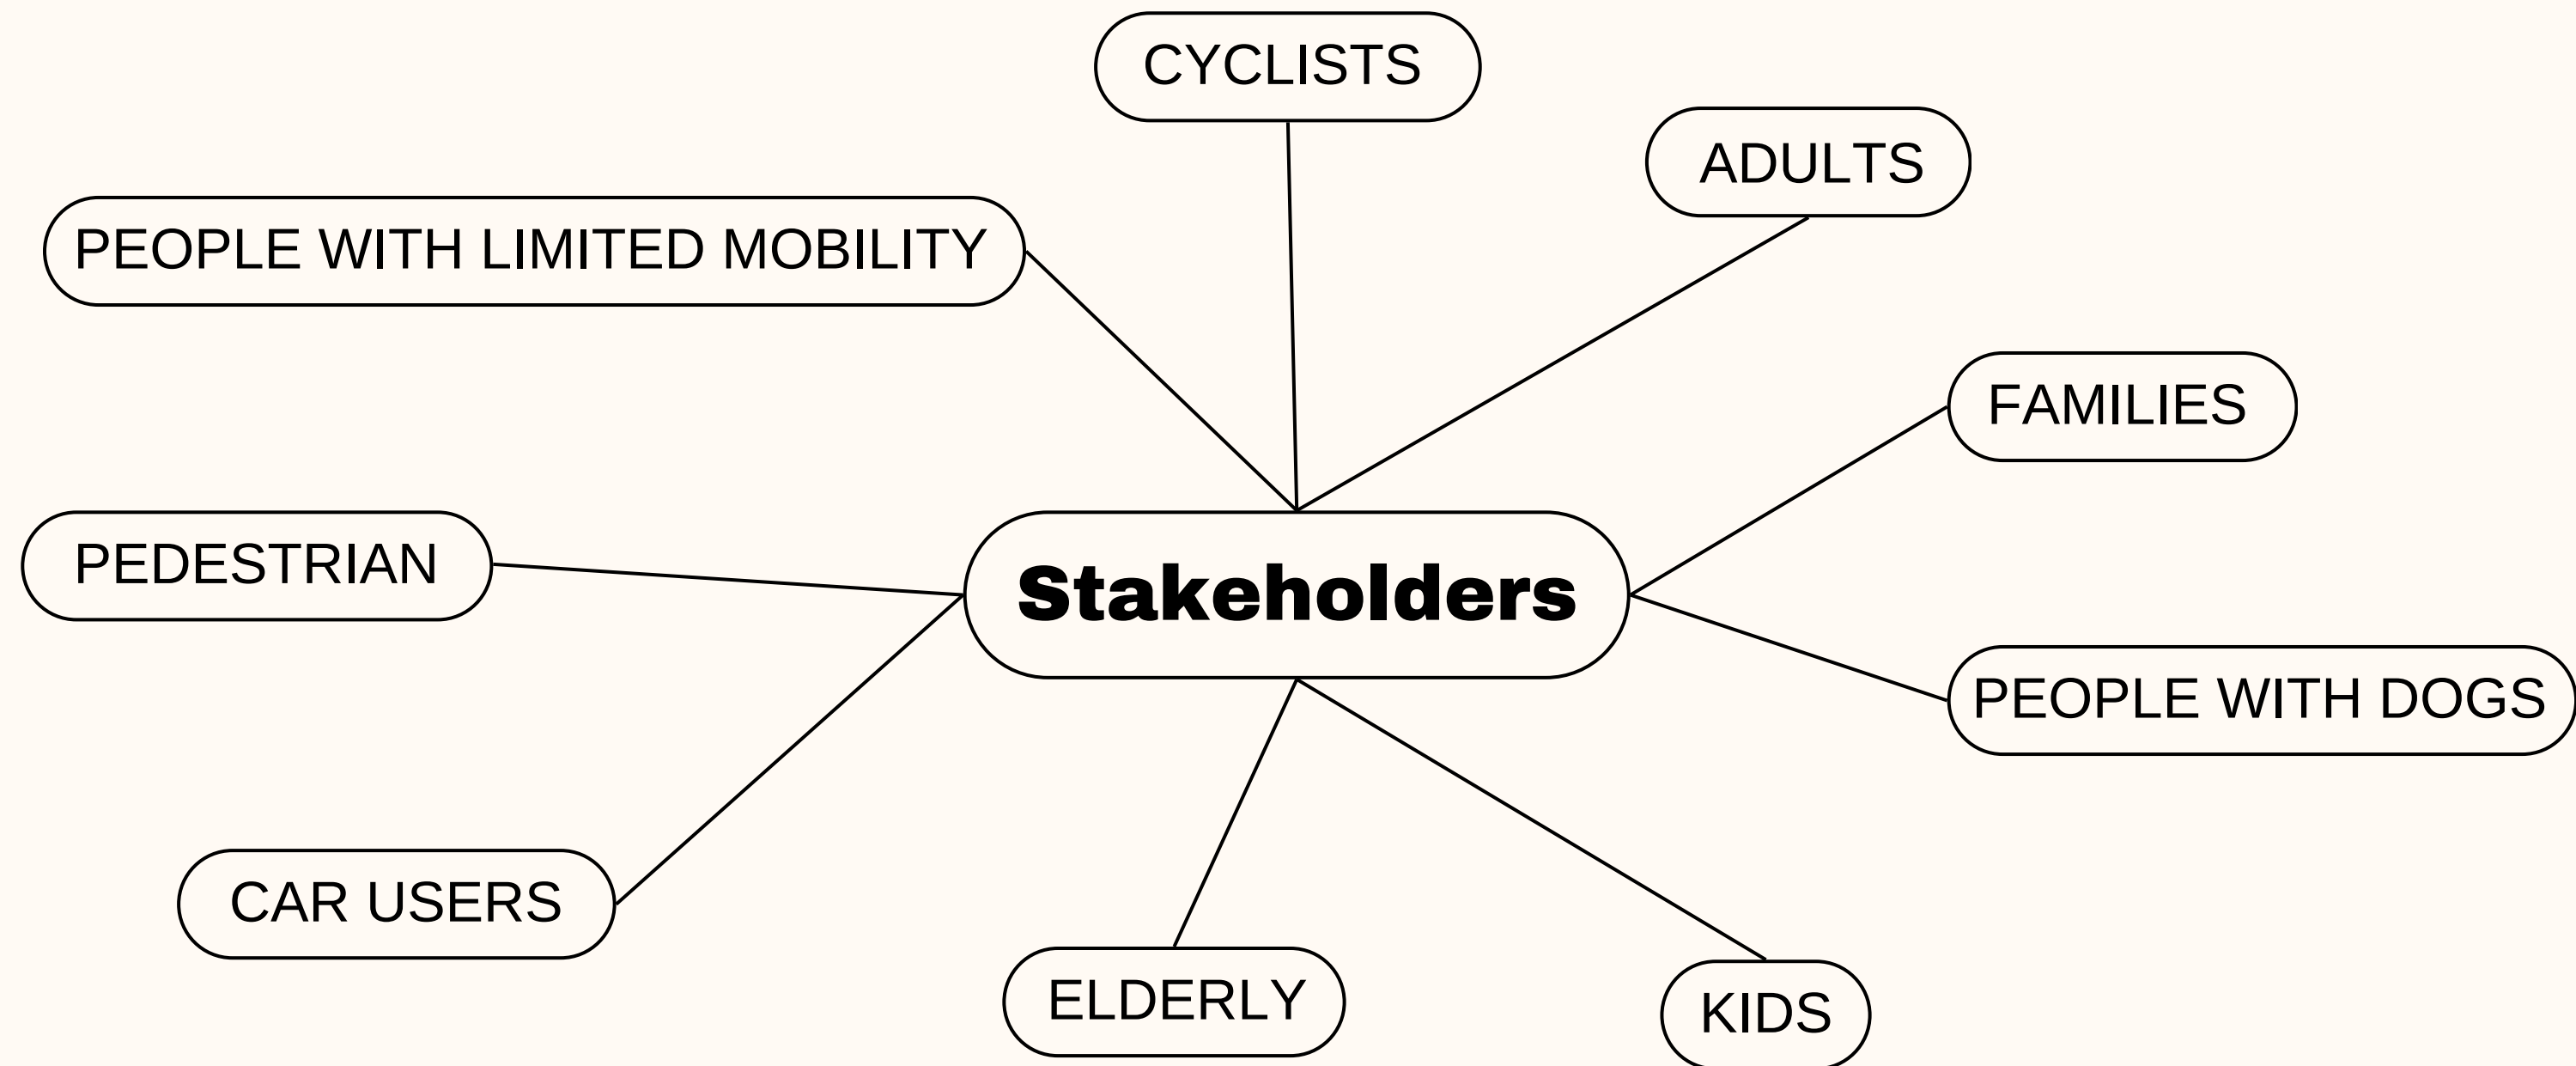 CYCLISTS
ADULTS
PEOPLE WITH LIMITED MOBILITY
FAMILIES
PEDESTRIAN
Stakeholders
PEOPLE WITH DOGS
CAR USERS
ELDERLY
KIDS